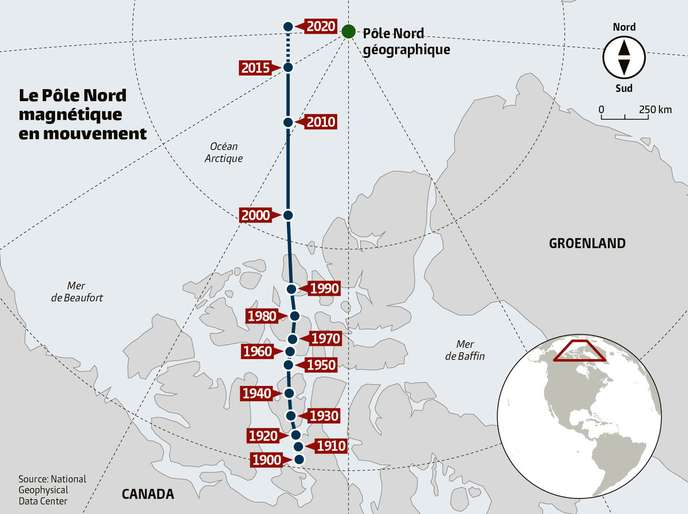 2020
Pôle Nord
géographique
Nord
Sud
0 250 km
2015
Le Pôle Nord
magnétique
en mouvement
2010
Océan
Arctique
2000
GROENLAND
Mer
de Beaufort
1990
1980
1970
1960
Mer
de Baffin
1950
1940
1930
1920
1910
1900
Source: National
Geophysical
Data Center
CANADA